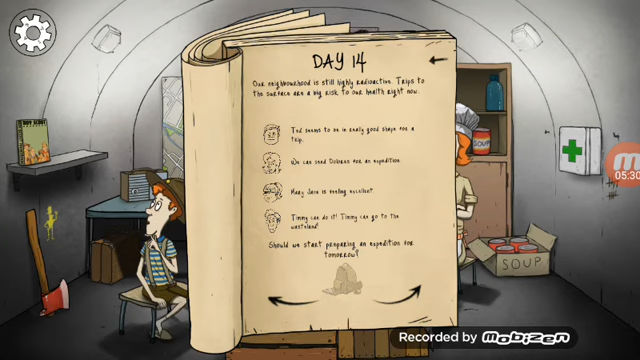 DAY 14
Our neighbourhood is still highly radioactive. Trips to
the surface are a big risk to our health right now.
Ted seems to be in really good shape for a
trip.
We can send Dolores for an expedition.
Mary Jane is feeling excellent.
Timmy can do it! Timmy can go to the
wasteland!
Should we start preparing an expedition for
tomorrow?
SOUP
SOUP
05:30
Recorded by Mobizen